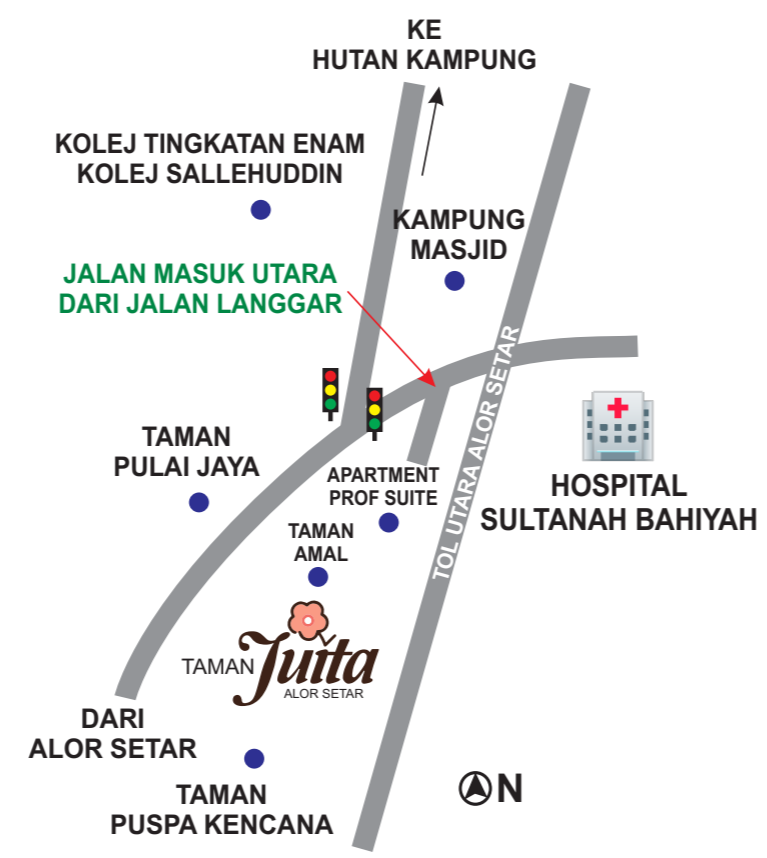 KE
HUTAN KAMPUNG
KOLEJ TINGKATAN ENAM
KOLEJ SALLEHUDDIN
KAMPUNG
MASJID
JALAN MASUK UTARA
DARI JALAN LANGGAR
TOL UTARA ALOR SETAR
TAMAN
PULAI JAYA
APARTMENT
PROF SUITE
HOSPITAL
SULTANAH BAHIYAH
TAMAN
AMAL
TAMAN Juita
ALOR SETAR
DARI
ALOR SETAR
TAMAN
PUSPA KENCANA
N